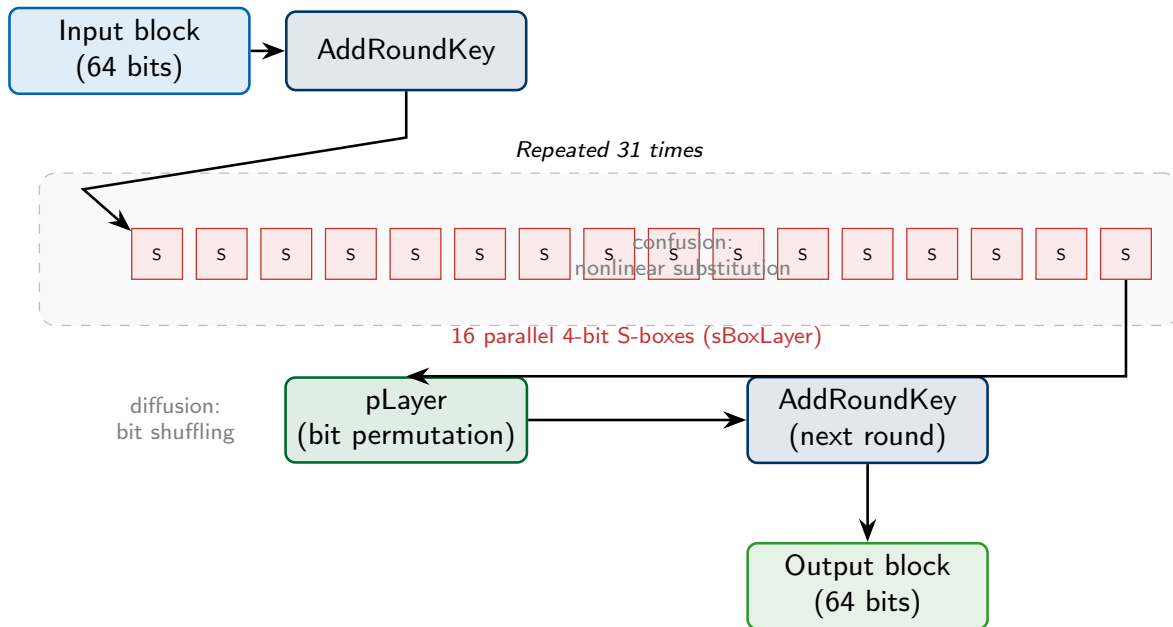 Input block
(64 bits)
AddRoundKey
Repeated 31 times
S S S S S S S S S S S S S S S S
confusion:
nonlinear substitution
16 parallel 4-bit S-boxes (sBoxLayer)
diffusion:
bit shuffling
pLayer
(bit permutation)
AddRoundKey
(next round)
Output block
(64 bits)